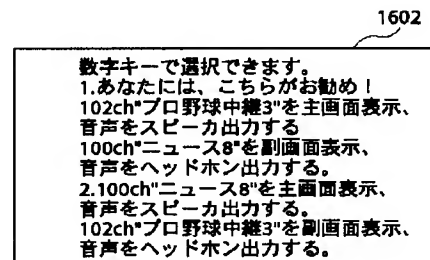 1602
数字キーで選択できます。
1.あなたには、こちらがお勧め！
102ch"プロ野球中継3"を主画面表示、
音声をスピーカ出力する
100ch"ニュース8"を副画面表示、
音声をヘッドホン出力する。
2.100ch"ニュース8"を主画面表示、
音声をスピーカ出力する。
102ch"プロ野球中継3"を副画面表示、
音声をヘッドホン出力する。